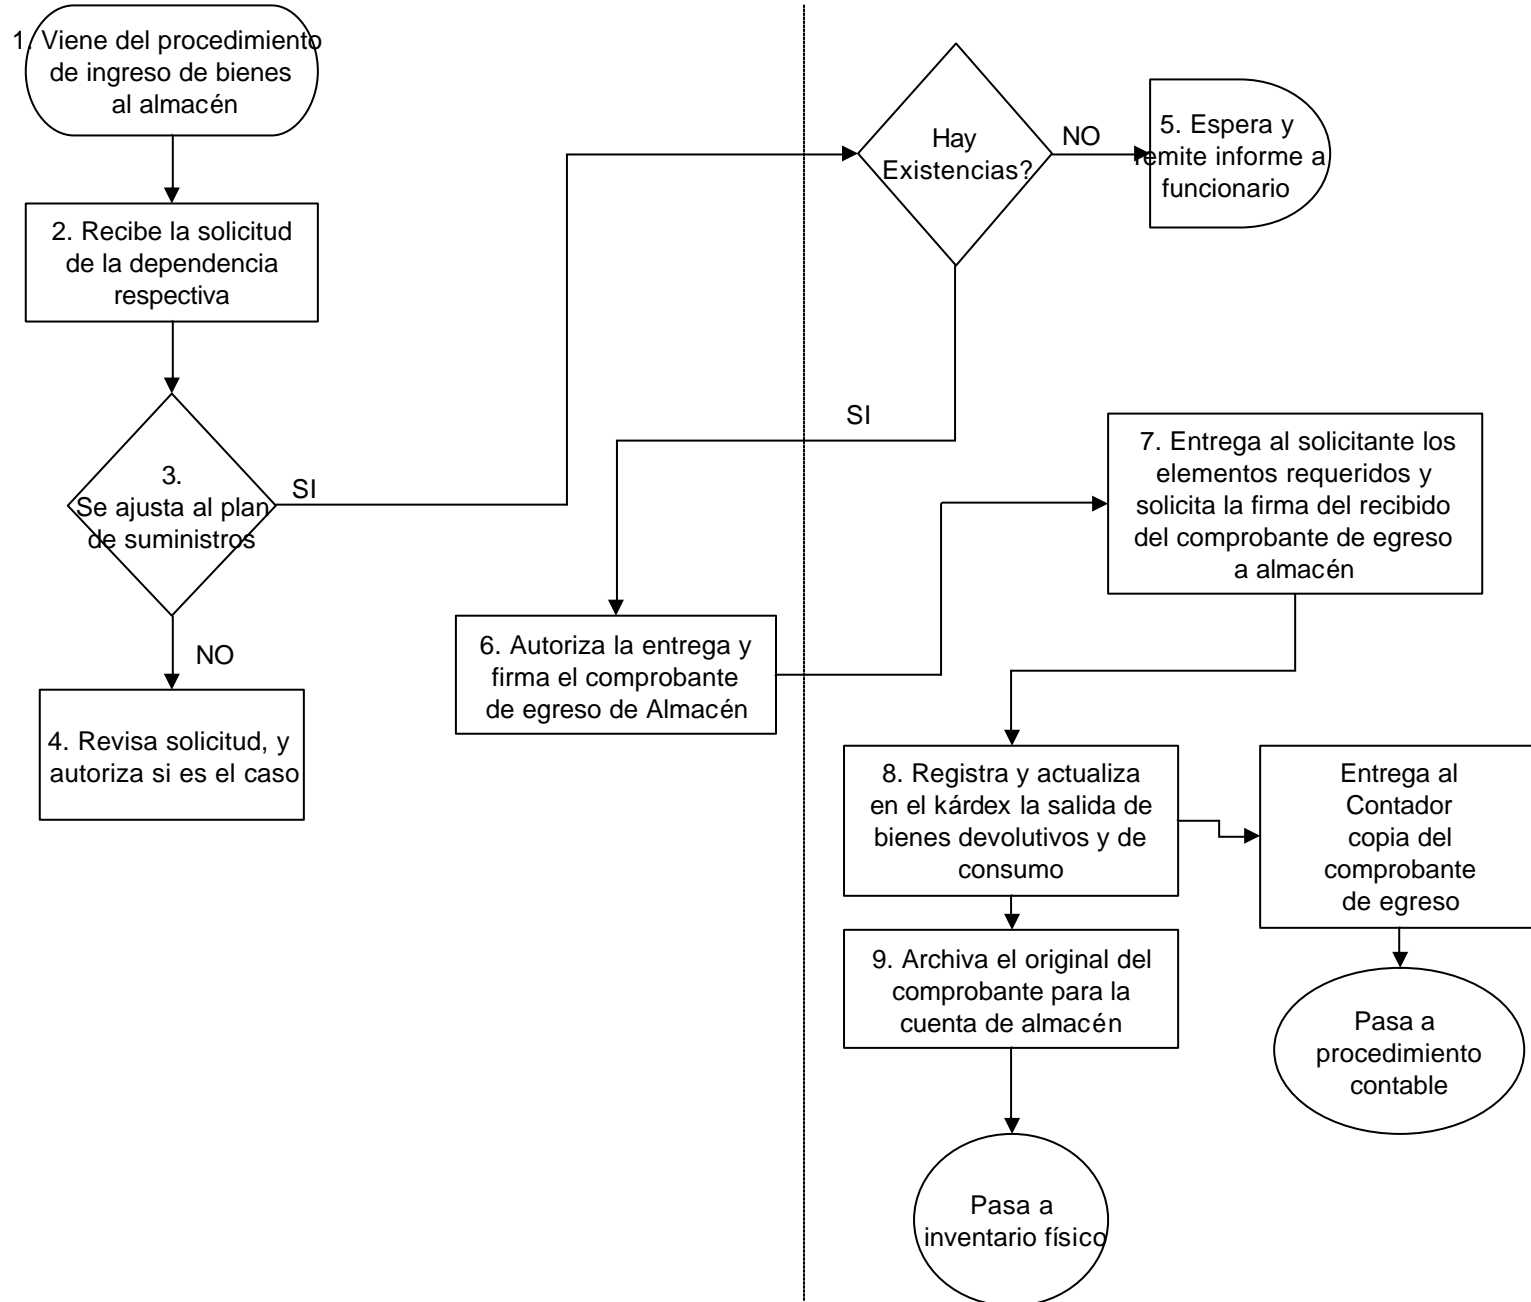 1. Viene del procedimiento
de ingreso de bienes
al almacén
2. Recibe la solicitud
de la dependencia
respectiva
3.
Se ajusta al plan
de suministros
SI
NO
4. Revisa solicitud, y
autoriza si es el caso
Hay
Existencias?
NO
5. Espera y
remite informe a
funcionario
SI
6. Autoriza la entrega y
firma el comprobante
de egreso de Almacén
7. Entrega al solicitante los
elementos requeridos y
solicita la firma del recibido
del comprobante de egreso
a almacén
8. Registra y actualiza
en el kárdex la salida de
bienes devolutivos y de
consumo
Entrega al
Contador
copia del
comprobante
de egreso
9. Archiva el original del
comprobante para la
cuenta de almacén
Pasa a
procedimiento
contable
Pasa a
inventario físico